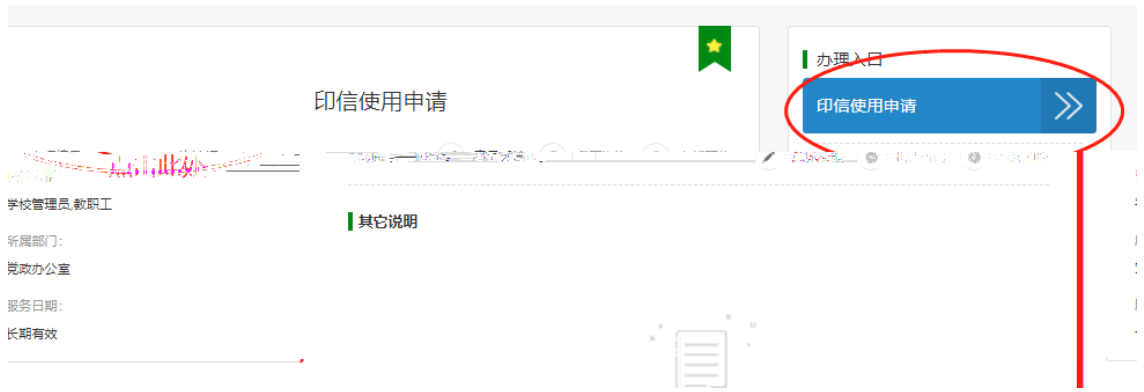 办理入口
印信使用申请
印信使用申请
学校管理员,教职工
其它说明
所属部门:
党政办公室
服务日期:
长期有效